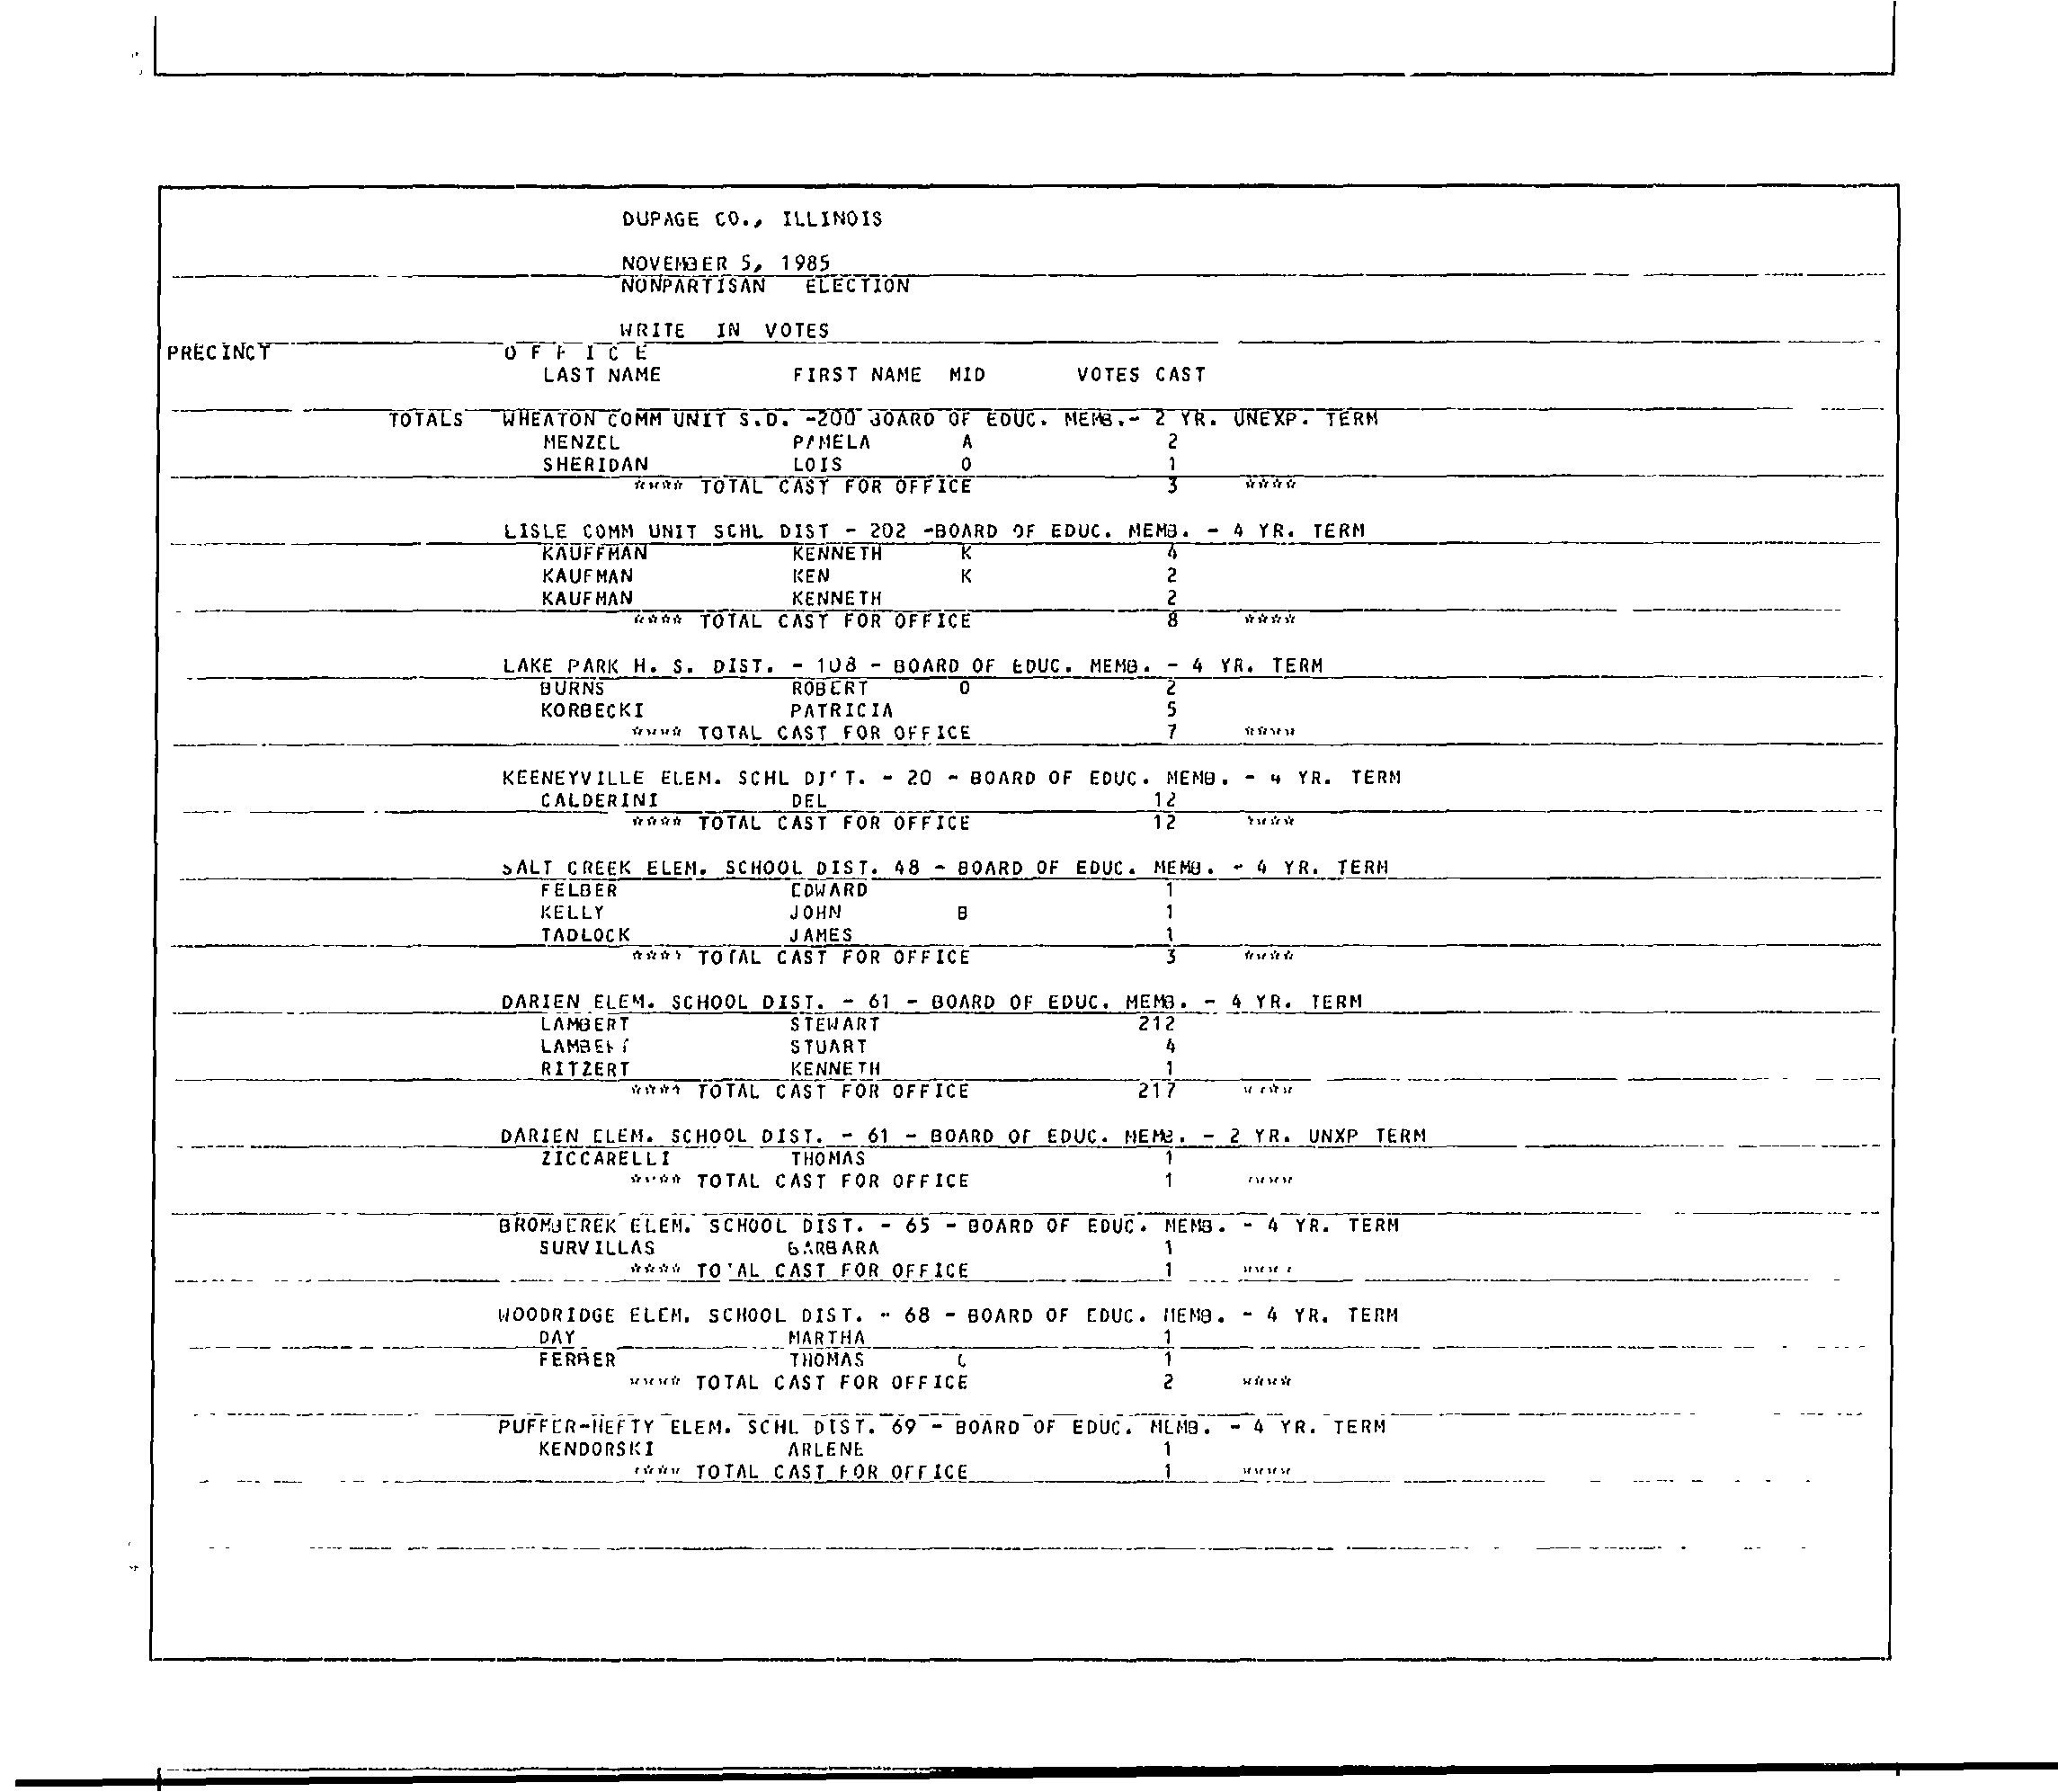 DUPAGE CO., ILLINOIS
NOVEMBER 5, 1985
NONPARTISAN ELECTION
WRITE IN VOTES
PRECINCT O F F I C E
LAST NAME FIRST NAME MID VOTES CAST
TOTALS WHEATON COMM UNIT S.D. -200 BOARD OF EDUC. MEMB.- 2 YR. UNEXP. TERM
MENZEL PAMELA A 2
SHERIDAN LOIS O 1
**** TOTAL CAST FOR OFFICE 3 ****
LISLE COMM UNIT SCHL DIST - 202 -BOARD OF EDUC. MEMB. - 4 YR. TERM
KAUFFMAN KENNETH K 4
KAUFMAN KEN K 2
KAUFMAN KENNETH 2
**** TOTAL CAST FOR OFFICE 8 ****
LAKE PARK H. S. DIST. - 108 - BOARD OF EDUC. MEMB. - 4 YR. TERM
BURNS ROBERT O 2
KORBECKI PATRICIA 5
**** TOTAL CAST FOR OFFICE 7 ****
KEENEYVILLE ELEM. SCHL DIST. - 20 - BOARD OF EDUC. MEMB. - 4 YR. TERM
CALDERINI DEL 12
**** TOTAL CAST FOR OFFICE 12 ****
SALT CREEK ELEM. SCHOOL DIST. 48 - BOARD OF EDUC. MEMB. - 4 YR. TERM
FELBER EDWARD 1
KELLY JOHN B 1
TADLOCK JAMES 1
**** TOTAL CAST FOR OFFICE 3 ****
DARIEN ELEM. SCHOOL DIST. - 61 - BOARD OF EDUC. MEMB. - 4 YR. TERM
LAMBERT STEWART 212
LAMBERT STUART 4
RITZERT KENNETH 1
**** TOTAL CAST FOR OFFICE 217 ****
DARIEN ELEM. SCHOOL DIST. - 61 - BOARD OF EDUC. MEMB. - 2 YR. UNXP TERM
ZICCARELLI THOMAS 1
**** TOTAL CAST FOR OFFICE 1 ****
BROMBEREK ELEM. SCHOOL DIST. - 65 - BOARD OF EDUC. MEMB. - 4 YR. TERM
SURVILLAS BARBARA 1
**** TOTAL CAST FOR OFFICE 1 ****
WOODRIDGE ELEM. SCHOOL DIST. - 68 - BOARD OF EDUC. MEMB. - 4 YR. TERM
DAY MARTHA 1
THOMAS 1
**** TOTAL CAST FOR OFFICE 2 ****
PUFFER-HEFTY ELEM. SCHL DIST. 69 - BOARD OF EDUC. MEMB. - 4 YR. TERM
KENDORSKI ARLENE 1
**** TOTAL CAST FOR OFFICE 1 ****